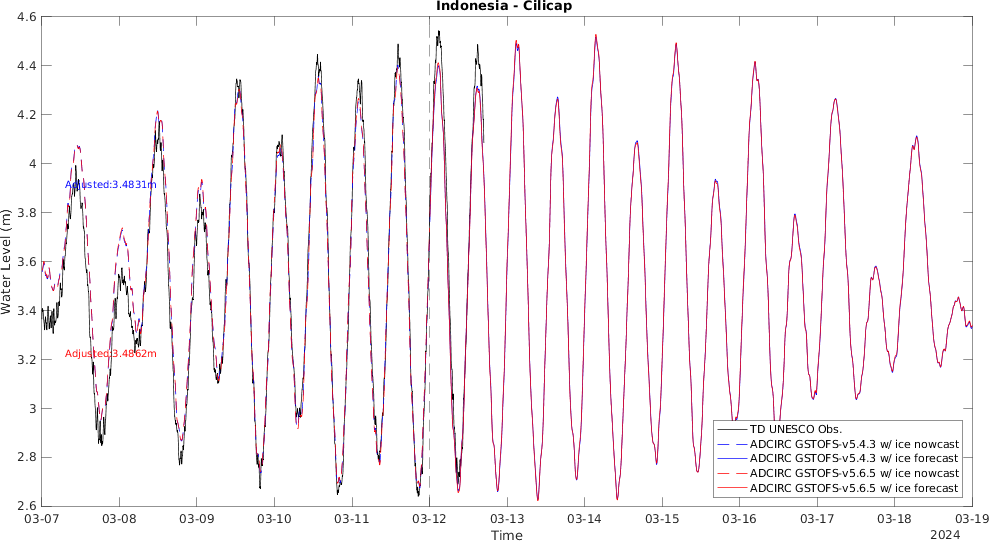 Indonesia - Cilicap
Water Level (m)
4.6
4.4
4.2
4
3.8
3.6
3.4
3.2
3
2.8
2.6
Adjusted:3.4831m
Adjusted:3.4862m
TD UNESCO Obs.
ADCIRC GSTOFS-v5.4.3 w/ ice nowcast
ADCIRC GSTOFS-v5.4.3 w/ ice forecast
ADCIRC GSTOFS-v5.6.5 w/ ice nowcast
ADCIRC GSTOFS-v5.6.5 w/ ice forecast
03-07 03-08 03-09 03-10 03-11 03-12 03-13 03-14 03-15 03-16 03-17 03-18 03-19
Time
2024